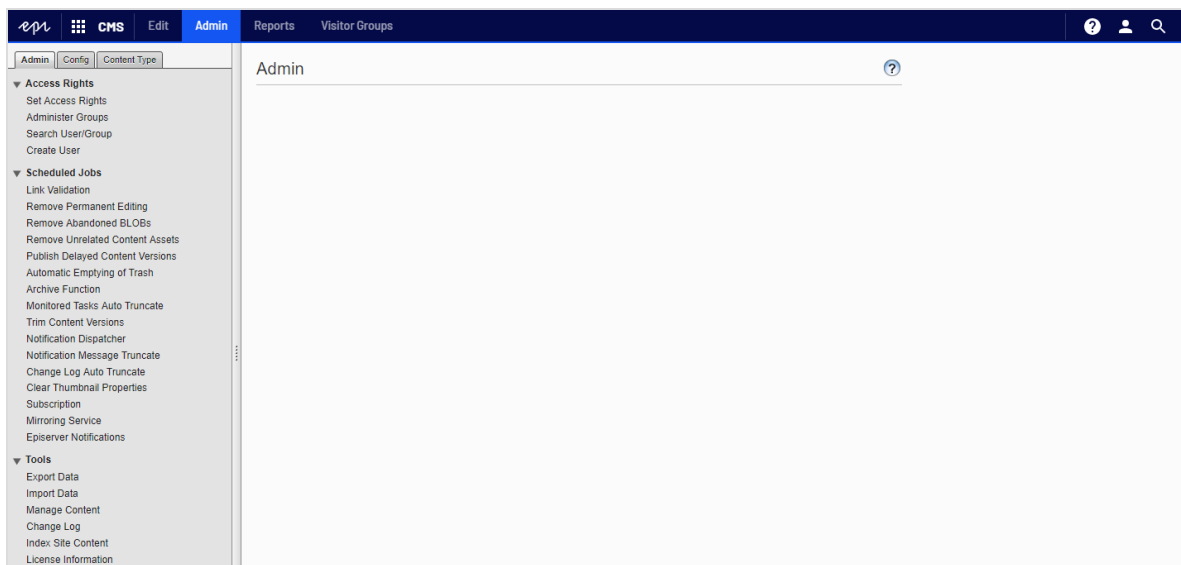 epi CMS Edit Admin Reports Visitor Groups
Admin Config Content Type
Access Rights
Set Access Rights
Administer Groups
Search User/Group
Create User
Scheduled Jobs
Link Validation
Remove Permanent Editing
Remove Abandoned BLOBs
Remove Unrelated Content Assets
Publish Delayed Content Versions
Automatic Emptying of Trash
Archive Function
Monitored Tasks Auto Truncate
Trim Content Versions
Notification Dispatcher
Notification Message Truncate
Change Log Auto Truncate
Clear Thumbnail Properties
Subscription
Mirroring Service
Episerver Notifications
Tools
Export Data
Import Data
Manage Content
Change Log
Index Site Content
License Information
Admin